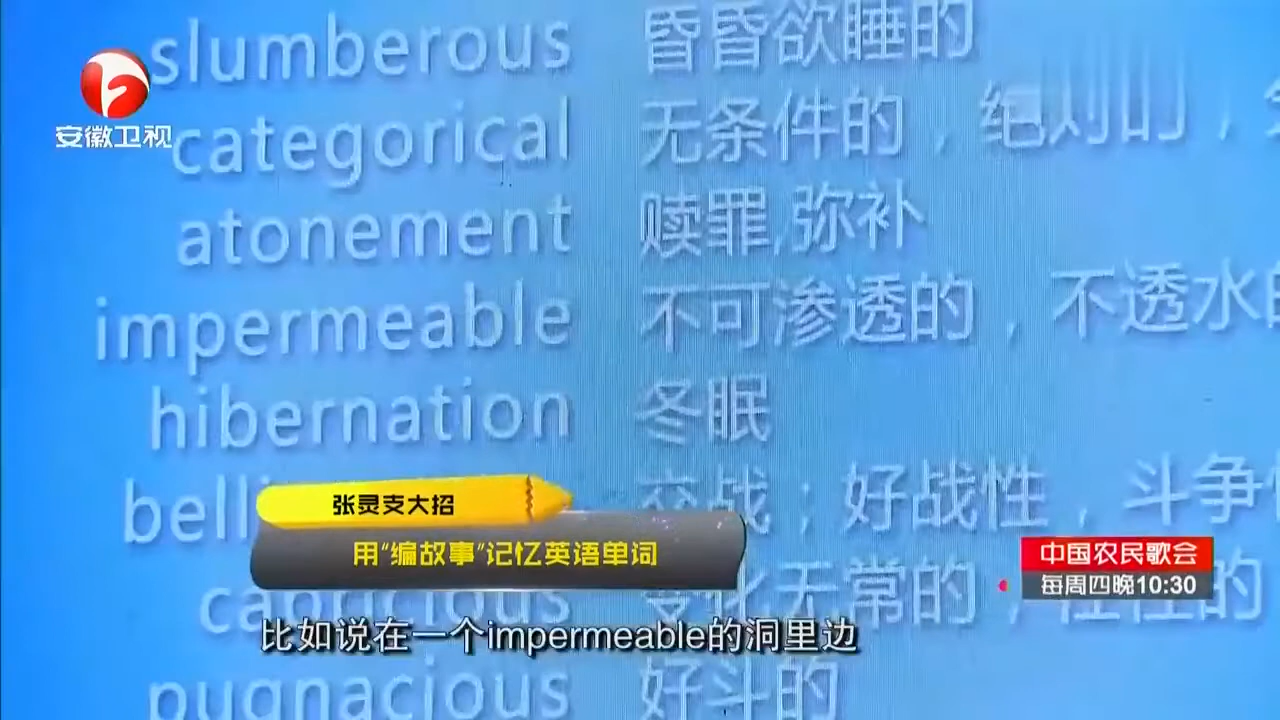 slumberous 昏昏欲睡的
安徽卫视
categorical 无条件的，绝对的，
atonement 赎罪,弥补
impermeable 不可渗透的，不透水的
hibernation 冬眠
belli 交战；好战性，斗争性
张灵支大招
用“编故事”记忆英语单词
中国农民歌会
每周四晚10:30
capricious 变化无常的，任性的
比如说在一个impermeable的洞里边
pugnacious 好斗的